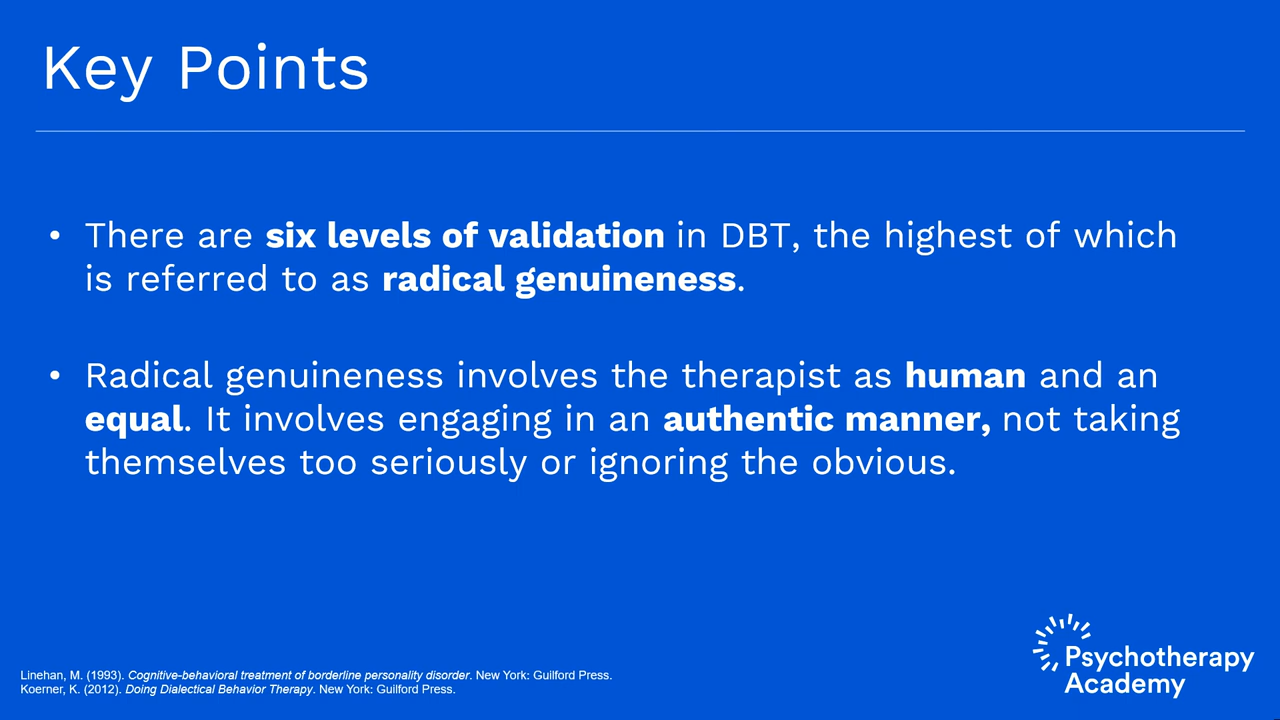 Key Points
• There are six levels of validation in DBT, the highest of which
is referred to as radical genuineness.
• Radical genuineness involves the therapist as human and an
equal. It involves engaging in an authentic manner, not taking
themselves too seriously or ignoring the obvious.
Linehan, M. (1993). Cognitive-behavioral treatment of borderline personality disorder. New York: Guilford Press.
Koerner, K. (2012). Doing Dialectical Behavior Therapy. New York: Guilford Press.
Psychotherapy
Academy